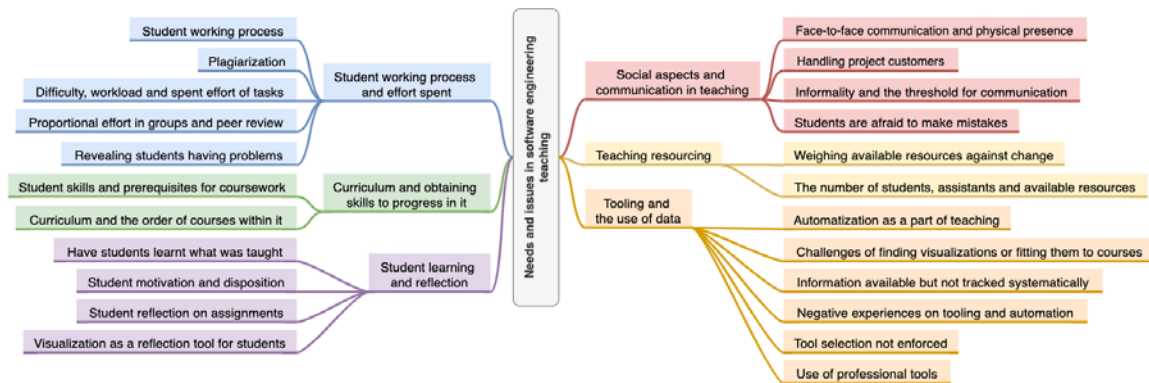 Student working process
Plagiarization
Difficulty, workload and spent effort of tasks
Proportional effort in groups and peer review
Revealing students having problems
Student working process
and effort spent
Student skills and prerequisites for coursework
Curriculum and the order of courses within it
Curriculum and obtaining
skills to progress in it
Have students learnt what was taught
Student motivation and disposition
Student reflection on assignments
Visualization as a reflection tool for students
Student learning
and reflection
Needs and issues in software engineering
teaching
Social aspects and
communication in teaching
Face-to-face communication and physical presence
Handling project customers
Informality and the threshold for communication
Students are afraid to make mistakes
Teaching resourcing
Weighing available resources against change
The number of students, assistants and available resources
Tooling and
the use of data
Automatization as a part of teaching
Challenges of finding visualizations or fitting them to courses
Information available but not tracked systematically
Negative experiences on tooling and automation
Tool selection not enforced
Use of professional tools